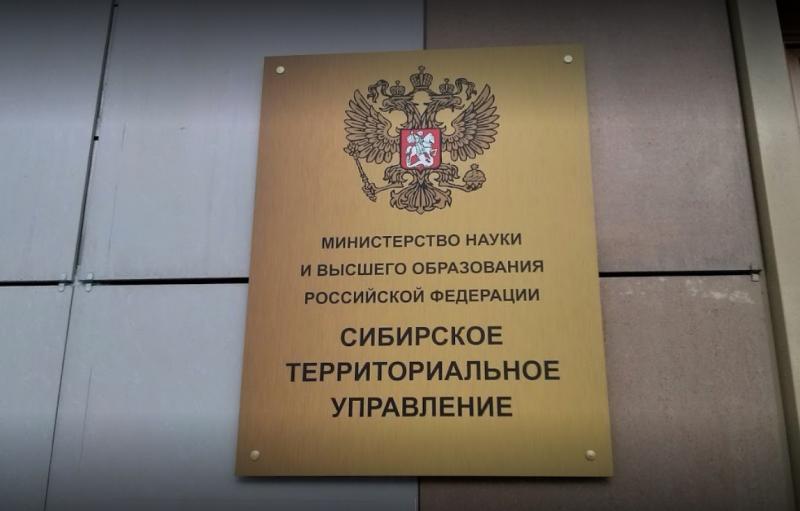 МИНИСТЕРСТВО НАУКИ
И ВЫСШЕГО ОБРАЗОВАНИЯ
РОССИЙСКОЙ ФЕДЕРАЦИИ
СИБИРСКОЕ
ТЕРРИТОРИАЛЬНОЕ
УПРАВЛЕНИЕ